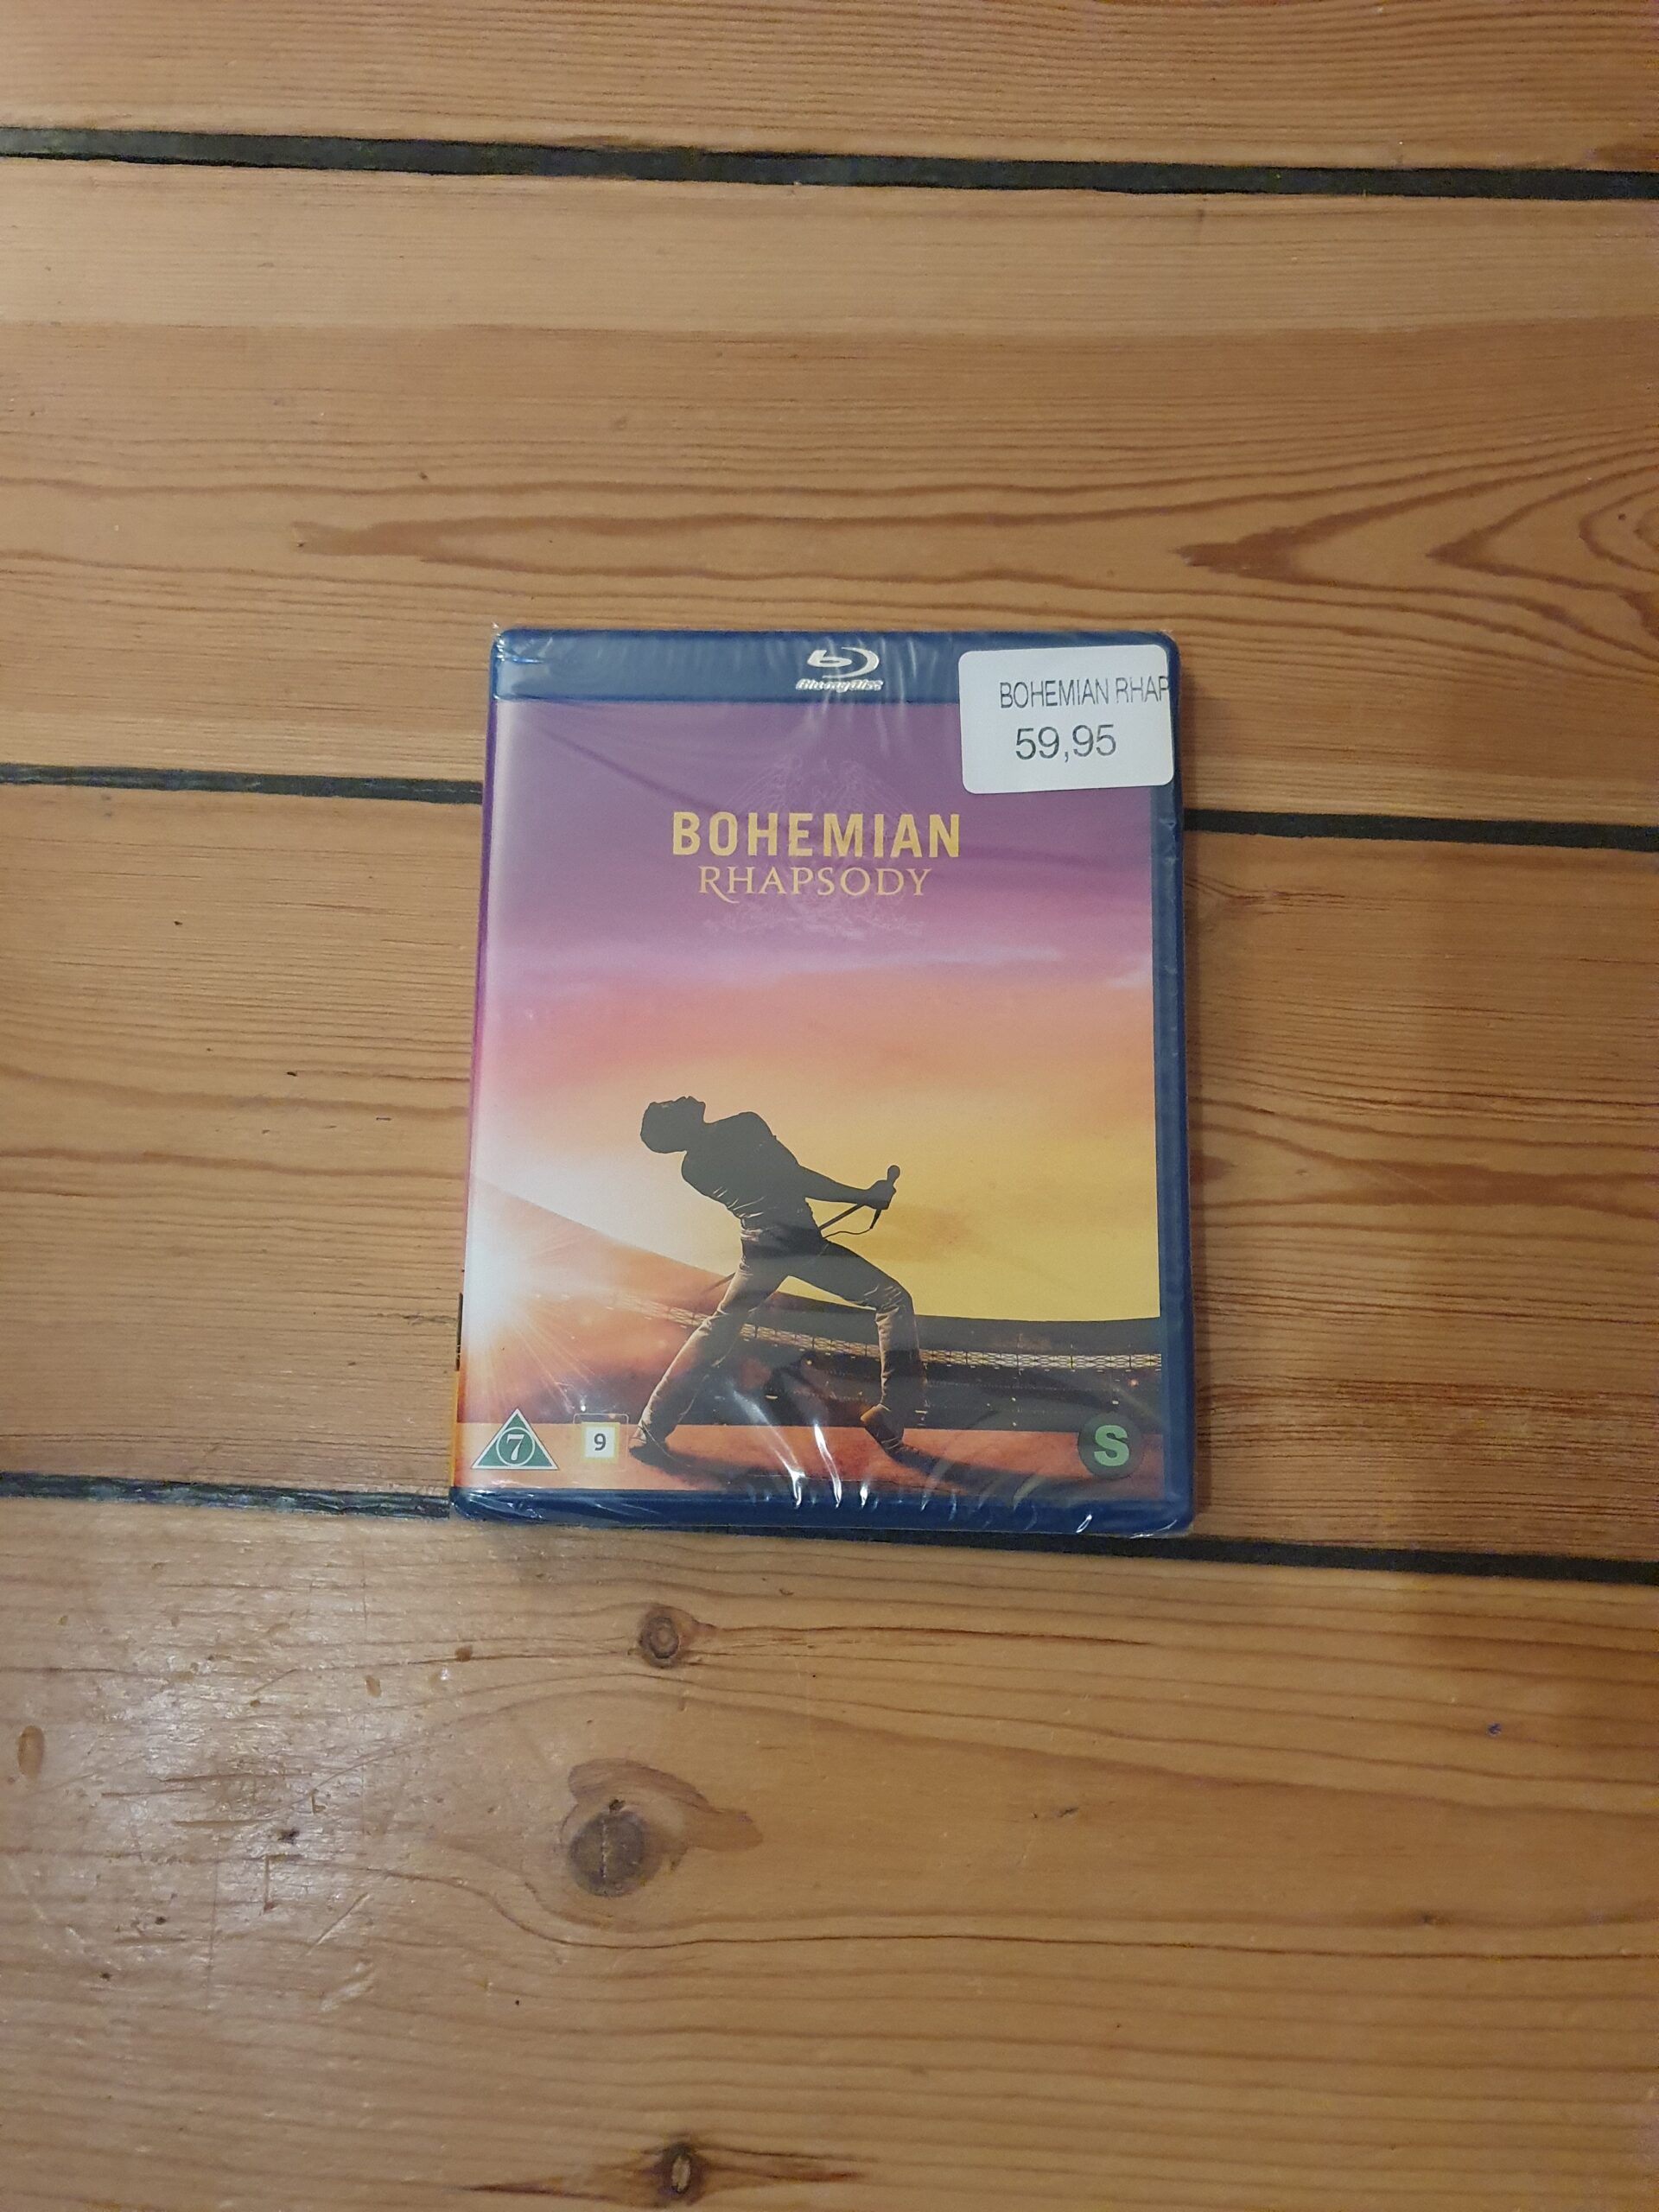 Blu-ray Disc
BOHEMIAN RHAP
59,95
BOHEMIAN
RHAPSODY
7
9
S